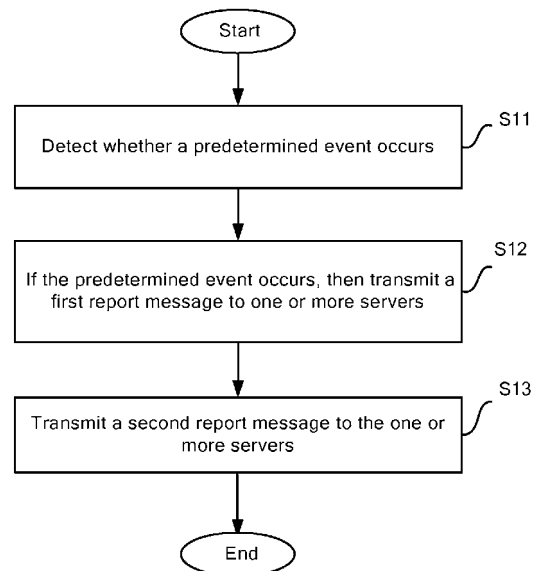 Start
Detect whether a predetermined event occurs
S11
If the predetermined event occurs, then transmit a
first report message to one or more servers
S12
Transmit a second report message to the one or
more servers
S13
End